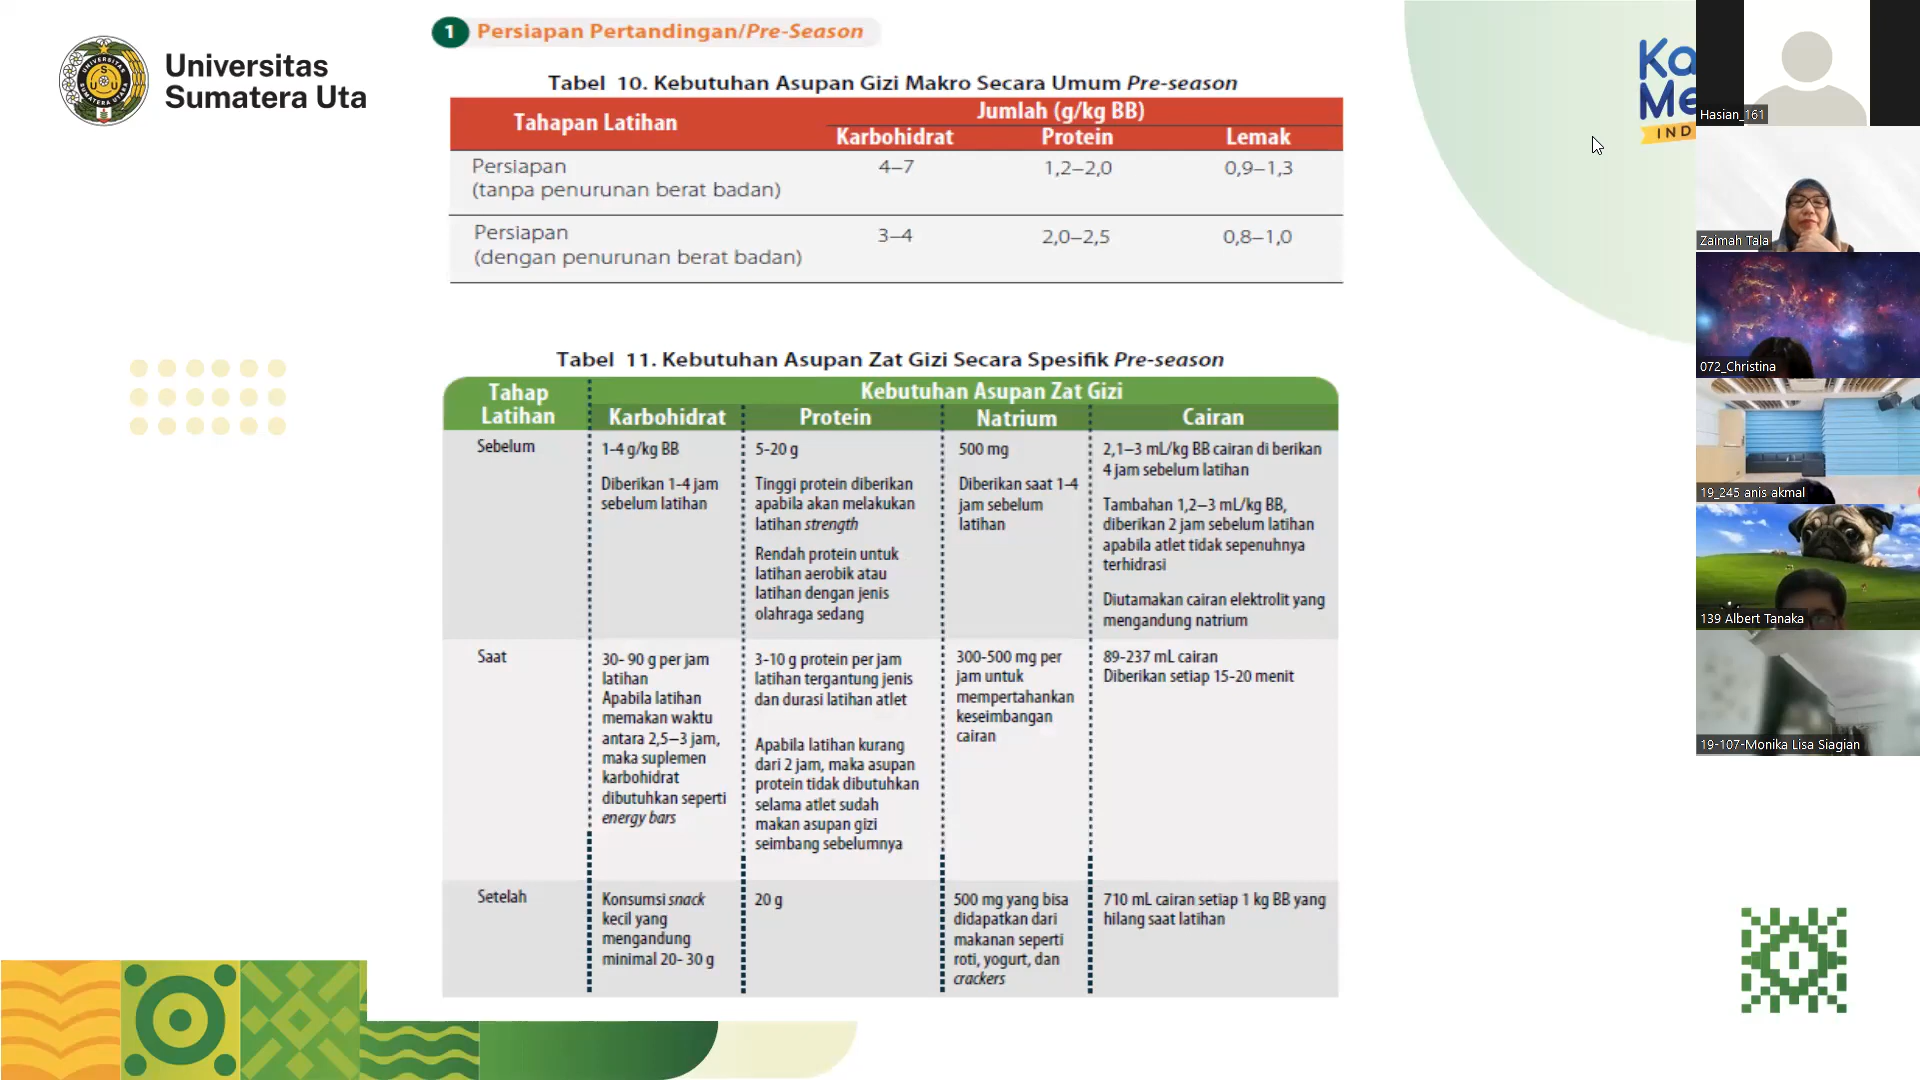 Universitas
Sumatera Uta
1 Persiapan Pertandingan/Pre-Season
Tabel 10. Kebutuhan Asupan Gizi Makro Secara Umum Pre-season
Tahapan Latihan
Jumlah (g/kg BB)
Karbohidrat Protein Lemak
Persiapan
(tanpa penurunan berat badan)
4–7 1,2–2,0 0,9–1,3
Persiapan
(dengan penurunan berat badan)
3–4 2,0–2,5 0,8–1,0
Tabel 11. Kebutuhan Asupan Zat Gizi Secara Spesifik Pre-season
Tahap
Latihan
Kebutuhan Asupan Zat Gizi
Karbohidrat Protein Natrium Cairan
Sebelum
1-4 g/kg BB
Diberikan 1-4 jam
sebelum latihan
5-20 g
Tinggi protein diberikan
apabila akan melakukan
latihan strength
Rendah protein untuk
latihan aerobik atau
latihan dengan jenis
olahraga sedang
500 mg
Diberikan saat 1-4
jam sebelum
latihan
2,1–3 mL/kg BB cairan di berikan
4 jam sebelum latihan
Tambahan 1,2–3 mL/kg BB,
diberikan 2 jam sebelum latihan
apabila atlet tidak sepenuhnya
terhidrasi
Diutamakan cairan elektrolit yang
mengandung natrium
Saat
30- 90 g per jam
latihan
Apabila latihan
memakan waktu
antara 2,5–3 jam,
maka suplemen
karbohidrat
dibutuhkan seperti
energy bars
3-10 g protein per jam
latihan tergantung jenis
dan durasi latihan atlet
Apabila latihan kurang
dari 2 jam, maka asupan
protein tidak dibutuhkan
selama atlet sudah
makan asupan gizi
seimbang sebelumnya
300-500 mg per
jam untuk
mempertahankan
keseimbangan
cairan
89-237 mL cairan
Diberikan setiap 15-20 menit
Setelah
Konsumsi snack
kecil yang
mengandung
minimal 20- 30 g
20 g
500 mg yang bisa
didapatkan dari
makanan seperti
roti, yogurt, dan
crackers
710 mL cairan setiap 1 kg BB yang
hilang saat latihan
Ka
Me
IND
Hasian_161
Zaimah Tala
072_Christina
19_245 anis akmal
139 Albert Tanaka
19-107-Monika Lisa Siagian